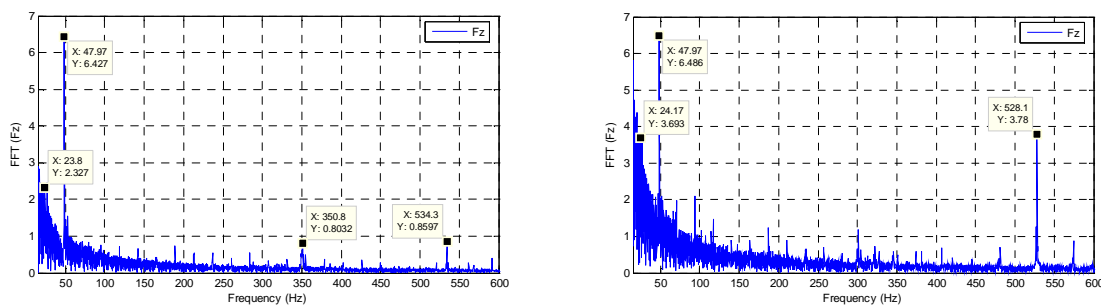 7
6
5
4
3
2
1
0
FFT (Fz)
50 100 150 200 250 300 350 400 450 500 550 600
Frequency (Hz)
Fz
X: 47.97
Y: 6.427
X: 23.8
Y: 2.327
X: 350.8
Y: 0.8032
X: 534.3
Y: 0.8597
7
6
5
4
3
2
1
0
FFT (Fz)
50 100 150 200 250 300 350 400 450 500 550 600
Frequency (Hz)
Fz
X: 47.97
Y: 6.486
X: 24.17
Y: 3.693
X: 528.1
Y: 3.78